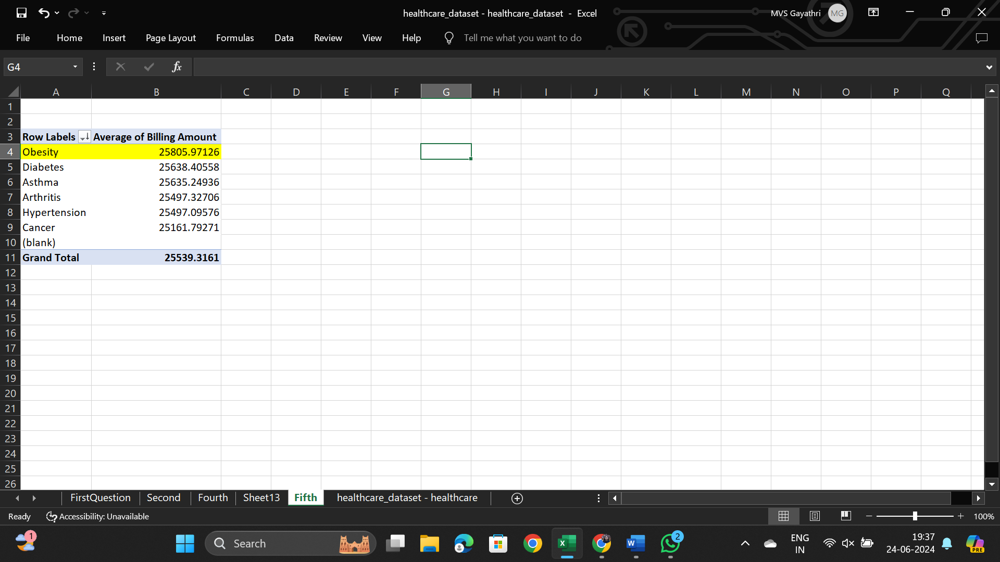 healthcare_dataset - healthcare_dataset - Excel
MVS Gayathri MG
File Home Insert Page Layout Formulas Data Review View Help Tell me what you want to do
G4 fx
A B C D E F G H I J K L M N O P Q
1
2
3 Row Labels Average of Billing Amount
4 Obesity 25805.97126
5 Diabetes 25638.40558
6 Asthma 25635.24936
7 Arthritis 25497.32706
8 Hypertension 25497.09576
9 Cancer 25161.79271
10 (blank)
11 Grand Total 25539.3161
12
13
14
15
16
17
18
19
20
21
22
23
24
25
26
FirstQuestion Second Fourth Sheet13 Fifth healthcare_dataset - healthcare
Ready Accessibility: Unavailable 100%
1 Search 2 ENG 19:37
IN 24-06-2024 PRE